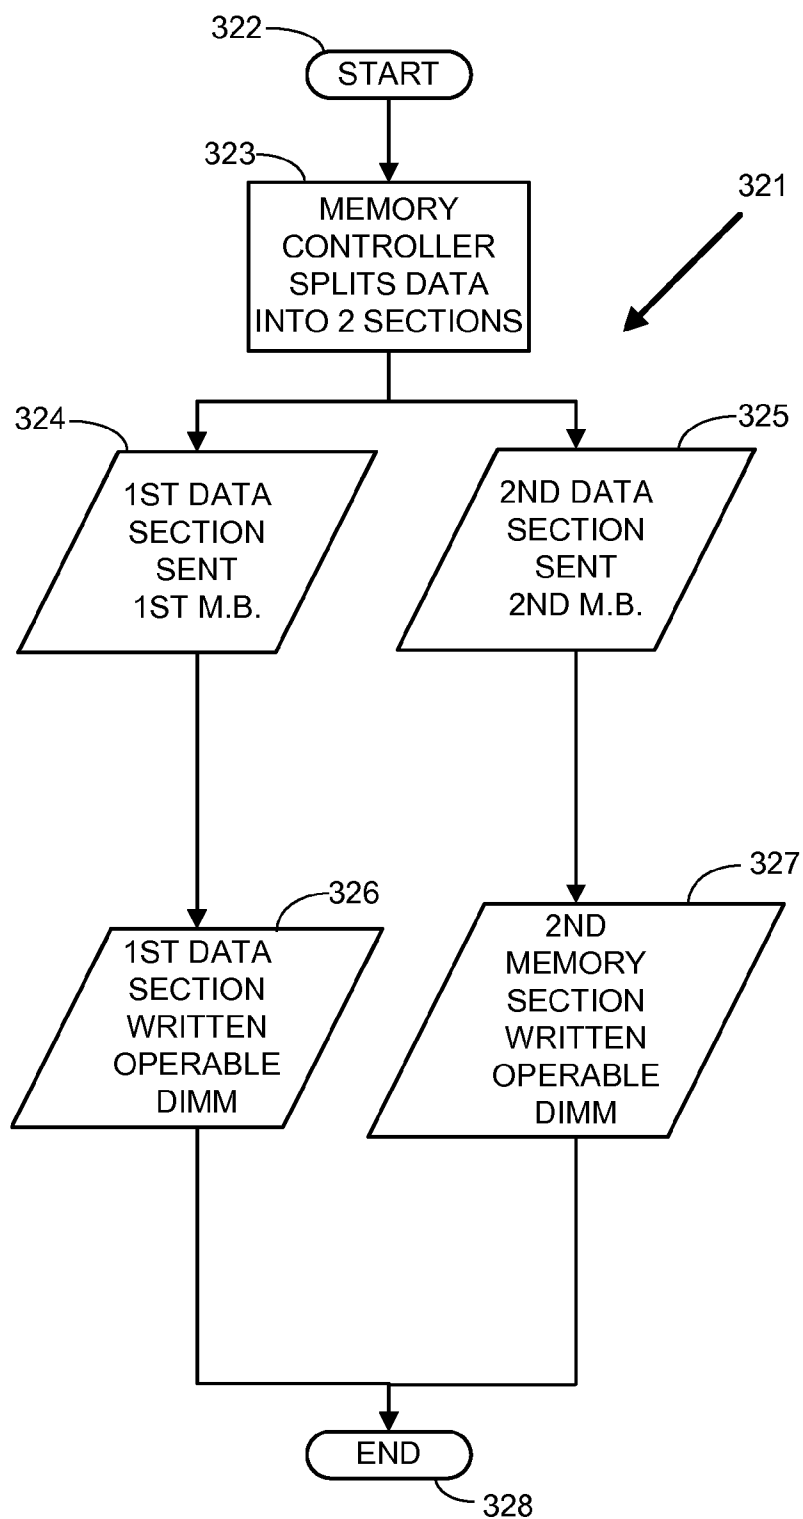 322
START
323
MEMORY
CONTROLLER
SPLITS DATA
INTO 2 SECTIONS
321
324
1ST DATA
SECTION
SENT
1ST M.B.
325
2ND DATA
SECTION
SENT
2ND M.B.
326
1ST DATA
SECTION
WRITTEN
OPERABLE
DIMM
327
2ND
MEMORY
SECTION
WRITTEN
OPERABLE
DIMM
END
328